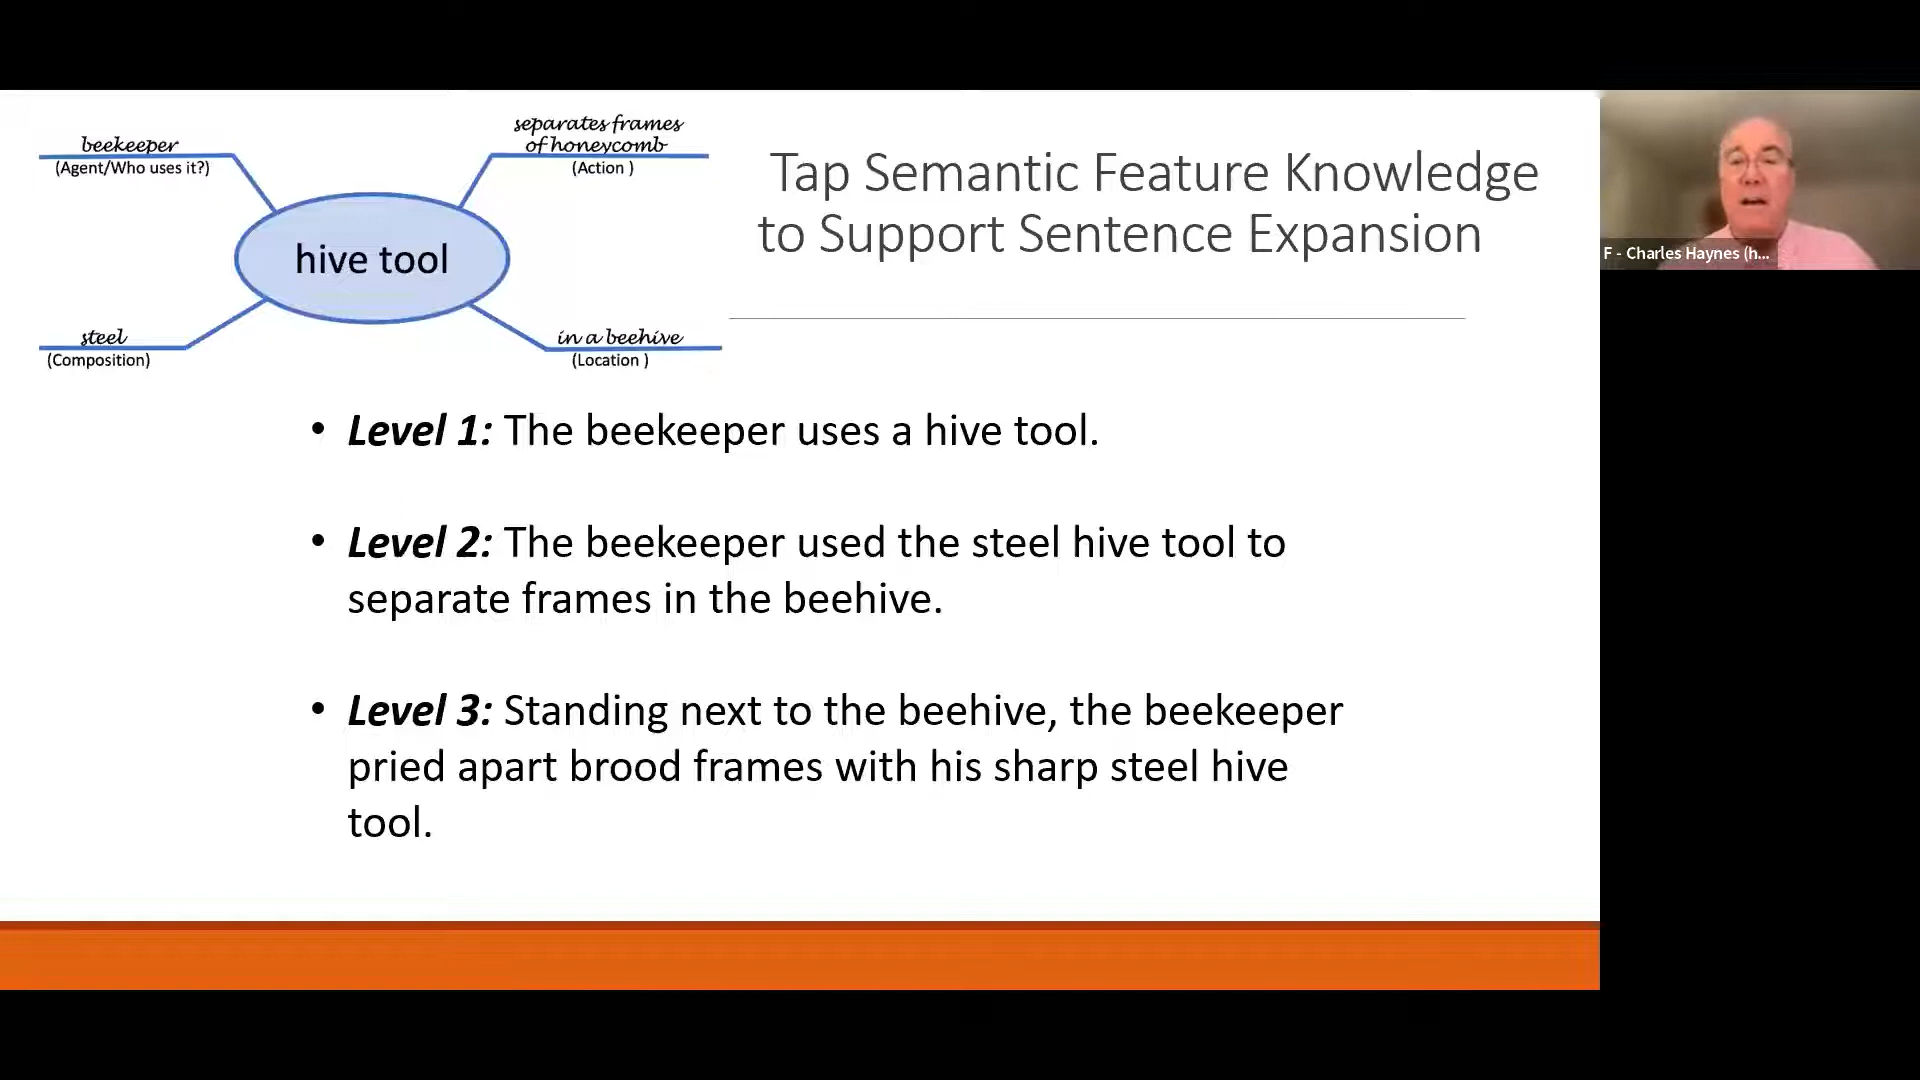 beekeeper
(Agent/Who uses it?)
separates frames
of honeycomb
(Action )
hive tool
steel
(Composition)
in a beehive
(Location )
Tap Semantic Feature Knowledge
to Support Sentence Expansion
F - Charles Haynes (h...
• Level 1: The beekeeper uses a hive tool.
• Level 2: The beekeeper used the steel hive tool to
separate frames in the beehive.
• Level 3: Standing next to the beehive, the beekeeper
pried apart brood frames with his sharp steel hive
tool.